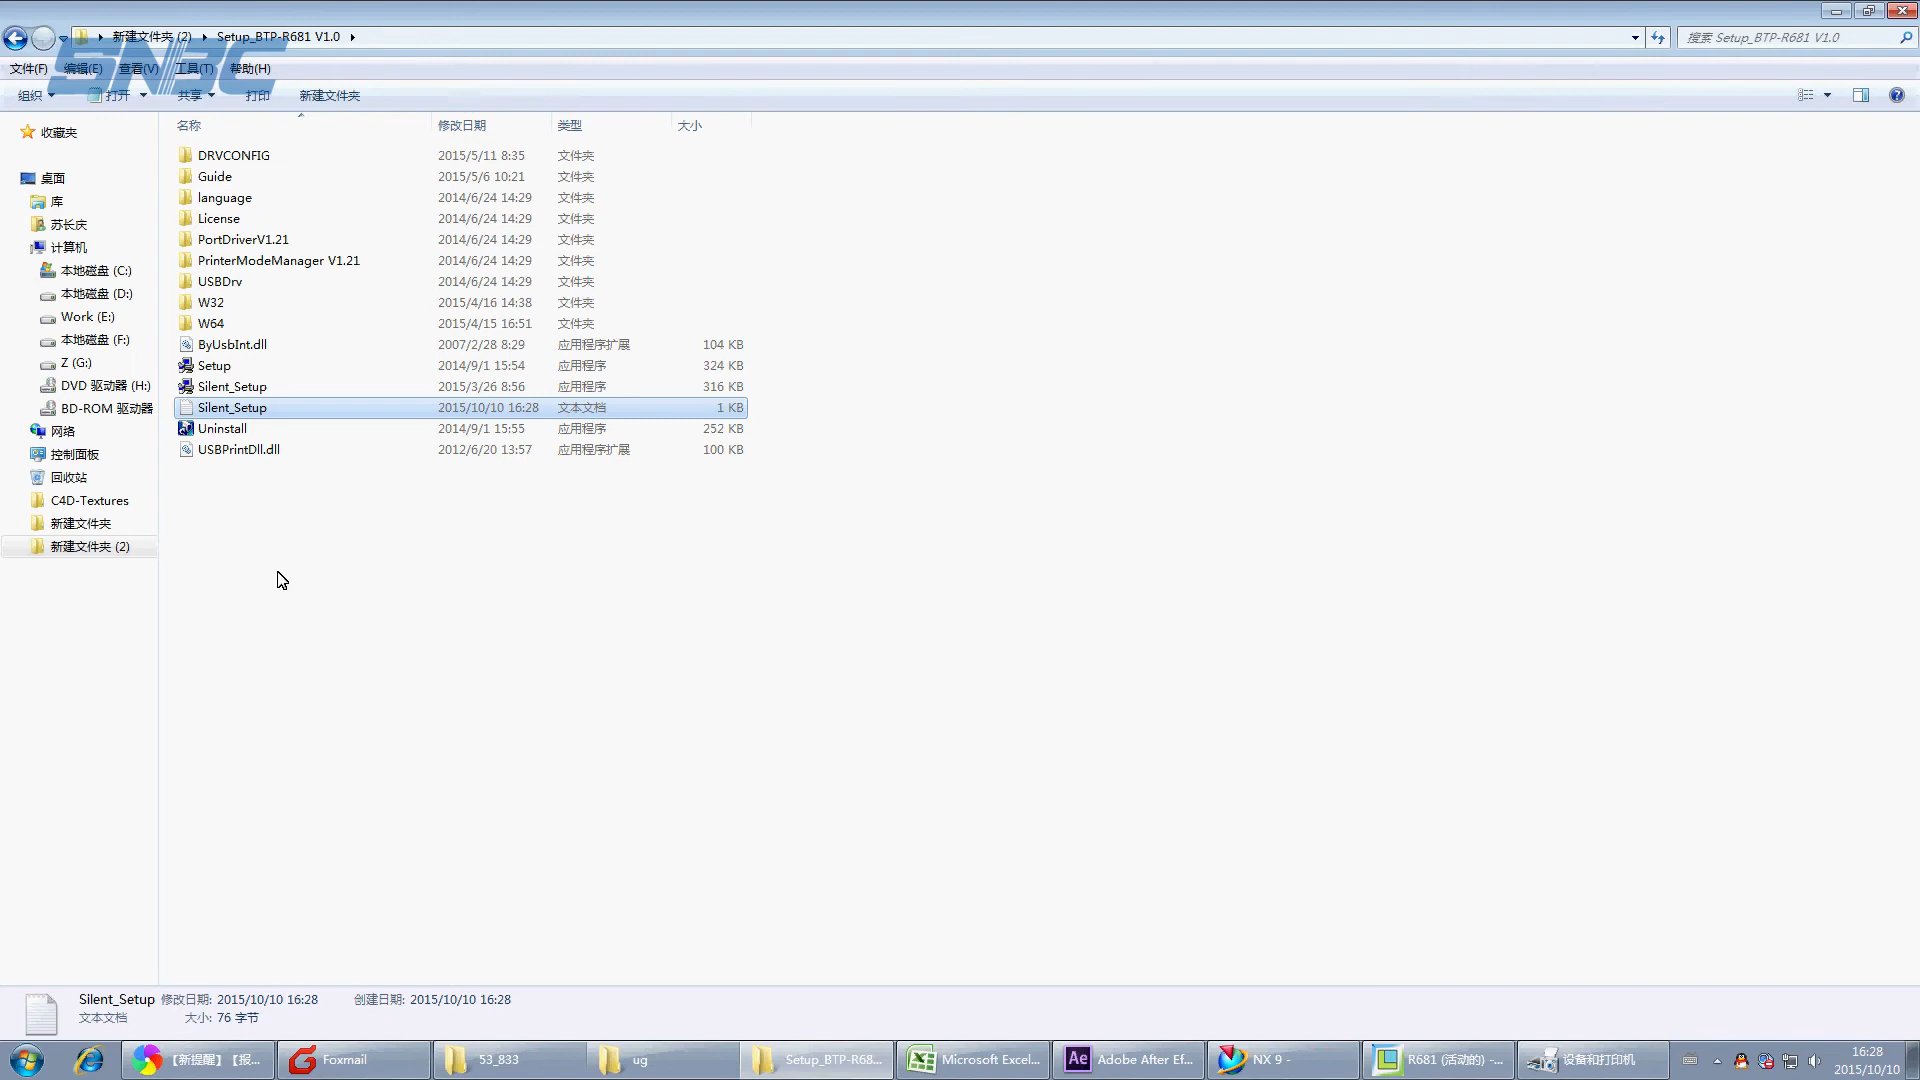 新建文件夹 (2) Setup_BTP-R681 V1.0 搜索 Setup_BTP-R681 V1.0
SNBC
文件(F) 编辑(E) 查看(V) 工具(T) 帮助(H)
组织 打开 共享 打印 新建文件夹
名称 修改日期 类型 大小
收藏夹
桌面
库
苏长庆
计算机
本地磁盘 (C:)
本地磁盘 (D:)
Work (E:)
本地磁盘 (F:)
Z (G:)
DVD 驱动器 (H:)
BD-ROM 驱动器
网络
控制面板
回收站
C4D-Textures
新建文件夹
新建文件夹 (2)
DRVCONFIG 2015/5/11 8:35 文件夹
Guide 2015/5/6 10:21 文件夹
language 2014/6/24 14:29 文件夹
License 2014/6/24 14:29 文件夹
PortDriverV1.21 2014/6/24 14:29 文件夹
PrinterModeManager V1.21 2014/6/24 14:29 文件夹
USBDrv 2014/6/24 14:29 文件夹
W32 2015/4/16 14:38 文件夹
W64 2015/4/15 16:51 文件夹
ByUsbInt.dll 2007/2/28 8:29 应用程序扩展 104 KB
Setup 2014/9/1 15:54 应用程序 324 KB
Silent_Setup 2015/3/26 8:56 应用程序 316 KB
Silent_Setup 2015/10/10 16:28 文本文档 1 KB
Uninstall 2014/9/1 15:55 应用程序 252 KB
USBPrintDll.dll 2012/6/20 13:57 应用程序扩展 100 KB
Silent_Setup 修改日期: 2015/10/10 16:28 创建日期: 2015/10/10 16:28
文本文档 大小: 76 字节
【新提醒】【报... Foxmail 53_833 ug Setup_BTP-R68... Microsoft Excel... Adobe After Ef... NX 9 - R681 (活动的) -... 设备和打印机
16:28
2015/10/10